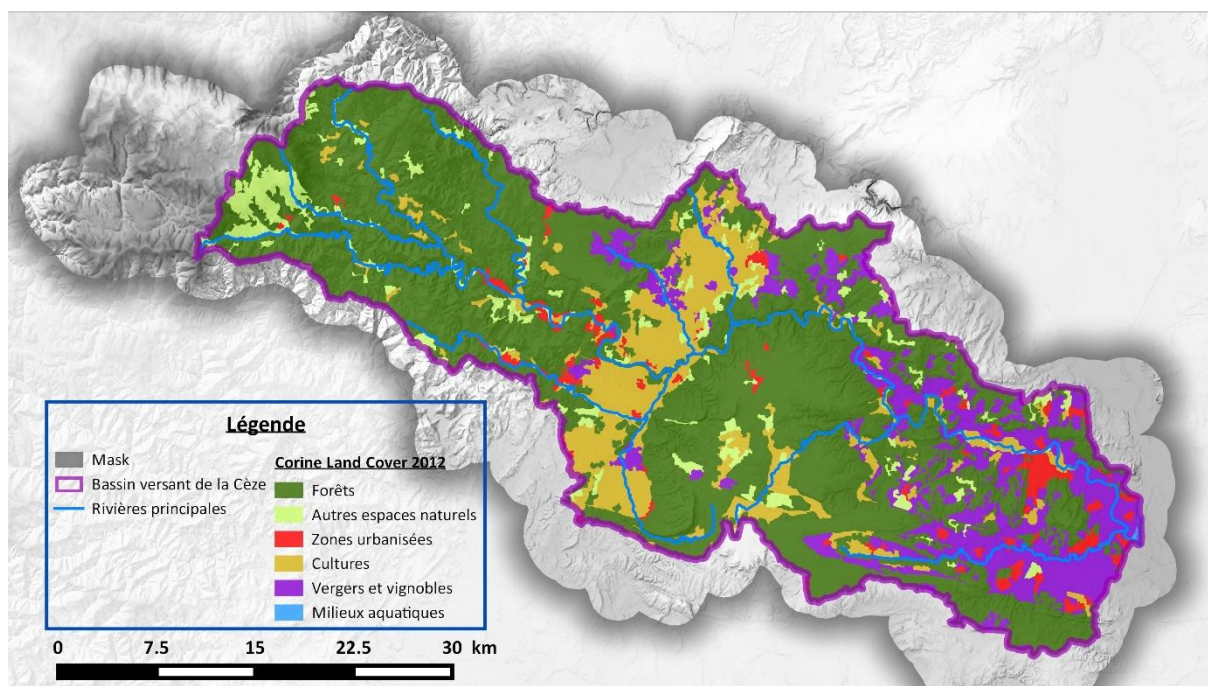 Légende
Mask
Bassin versant de la Cèze
Rivières principales
Corine Land Cover 2012
Forêts
Autres espaces naturels
Zones urbanisées
Cultures
Vergers et vignobles
Milieux aquatiques
0 7.5 15 22.5 30 km